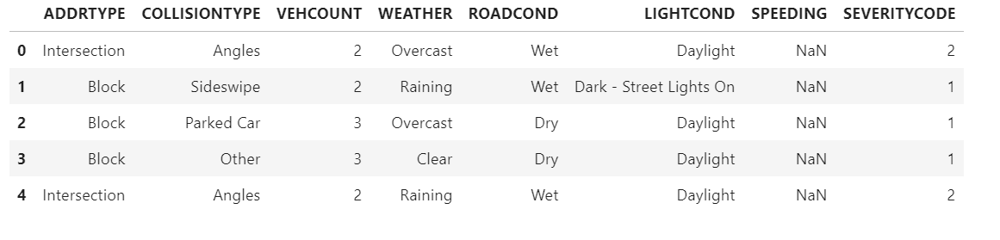 ADDRTYPE COLLISIONTYPE VEHCOUNT WEATHER ROADCOND LIGHTCOND SPEEDING SEVERITYCODE
0 Intersection Angles 2 Overcast Wet Daylight NaN 2
1 Block Sideswipe 2 Raining Wet Dark - Street Lights On NaN 1
2 Block Parked Car 3 Overcast Dry Daylight NaN 1
3 Block Other 3 Clear Dry Daylight NaN 1
4 Intersection Angles 2 Raining Wet Daylight NaN 2